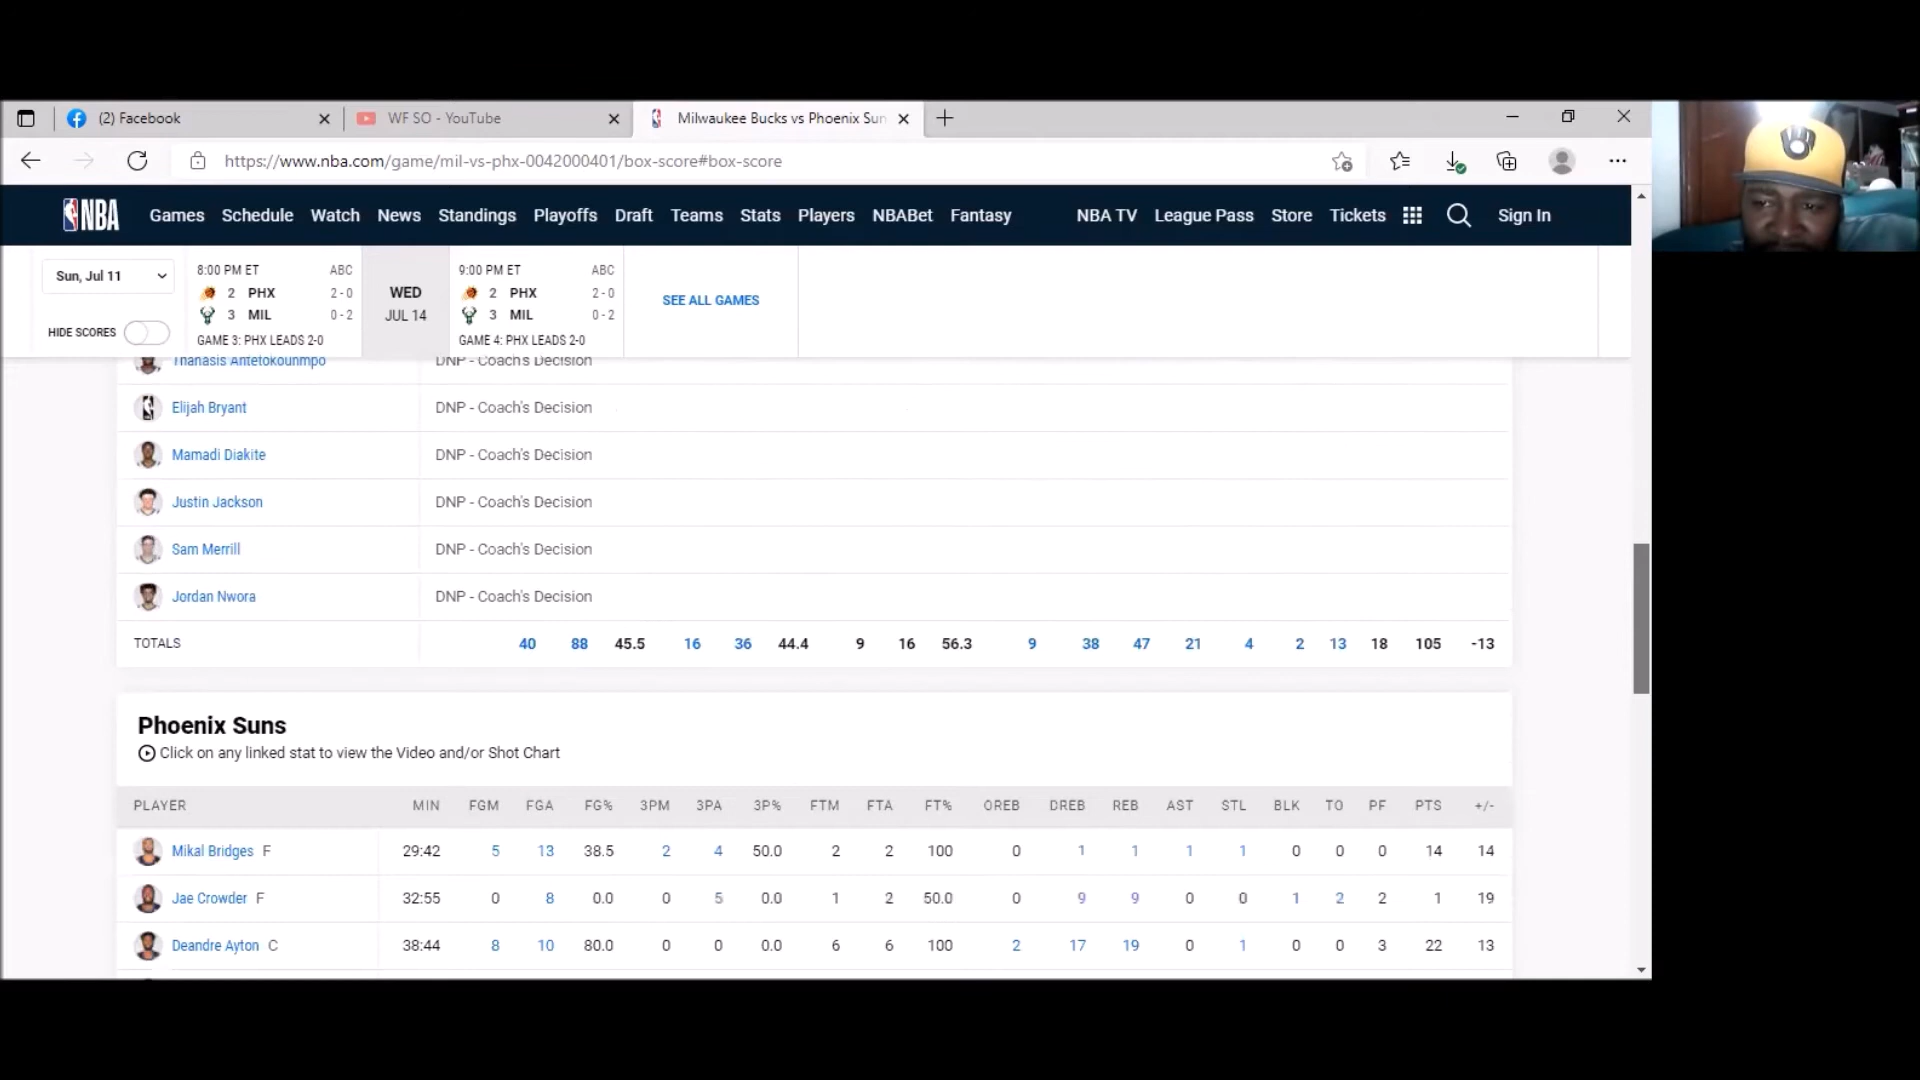 (2) Facebook
WF SO - YouTube
Milwaukee Bucks vs Phoenix Sun
https://www.nba.com/game/mil-vs-phx-0042000401/box-score#box-score
NBA Games Schedule Watch News Standings Playoffs Draft Teams Stats Players NBABet Fantasy NBA TV League Pass Store Tickets Sign In
Sun, Jul 11
HIDE SCORES
8:00 PM ET ABC
2 PHX 2-0
3 MIL 0-2
GAME 3: PHX LEADS 2-0
WED
JUL 14
9:00 PM ET ABC
2 PHX 2-0
3 MIL 0-2
GAME 4: PHX LEADS 2-0
SEE ALL GAMES
Thanasis Antetokounmpo DNP - Coach's Decision
Elijah Bryant DNP - Coach's Decision
Mamadi Diakite DNP - Coach's Decision
Justin Jackson DNP - Coach's Decision
Sam Merrill DNP - Coach's Decision
Jordan Nwora DNP - Coach's Decision
TOTALS 40 88 45.5 16 36 44.4 9 16 56.3 9 38 47 21 4 2 13 18 105 -13
Phoenix Suns
Click on any linked stat to view the Video and/or Shot Chart
PLAYER MIN FGM FGA FG% 3PM 3PA 3P% FTM FTA FT% OREB DREB REB AST STL BLK TO PF PTS +/-
Mikal Bridges F 29:42 5 13 38.5 2 4 50.0 2 2 100 0 1 1 1 1 0 0 0 14 14
Jae Crowder F 32:55 0 8 0.0 0 5 0.0 1 2 50.0 0 9 9 0 0 1 2 2 1 19
Deandre Ayton C 38:44 8 10 80.0 0 0 0.0 6 6 100 2 17 19 0 1 0 0 3 22 13